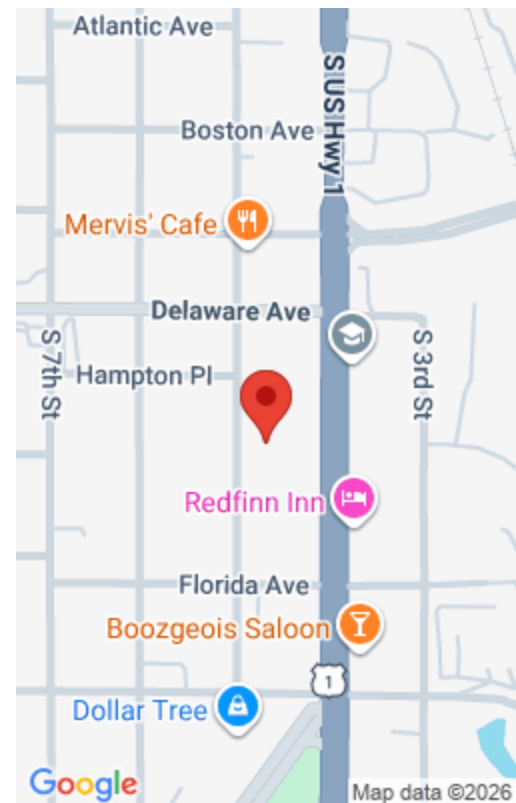 Atlantic Ave
S US Hwy 1
Boston Ave
Mervis' Cafe
Delaware Ave
S 7th St
Hampton Pl
S 3rd St
Redfinn Inn
Florida Ave
Boozgeois Saloon
1
Dollar Tree
Google
Map data ©2026